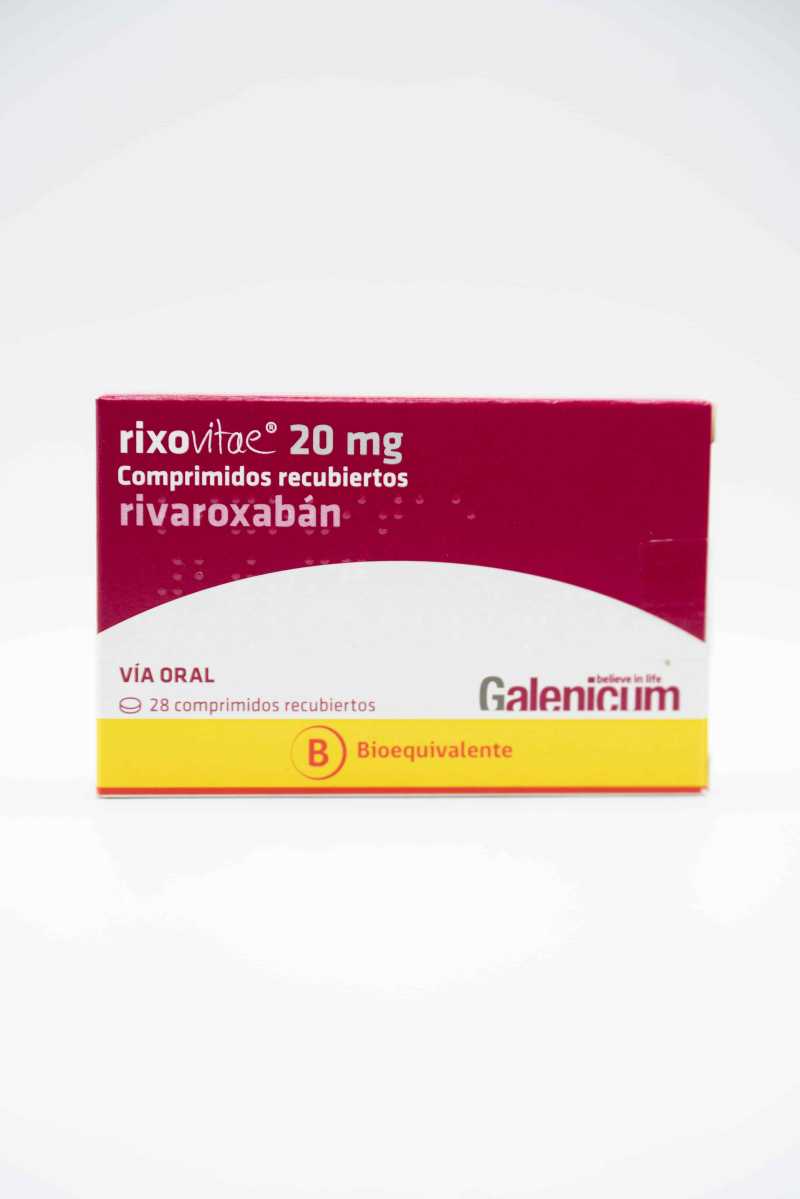 rixovitae® 20 mg
Comprimidos recubiertos
rivaroxabán
VÍA ORAL
28 comprimidos recubiertos
believe in life
Galenicum
B Bioequivalente